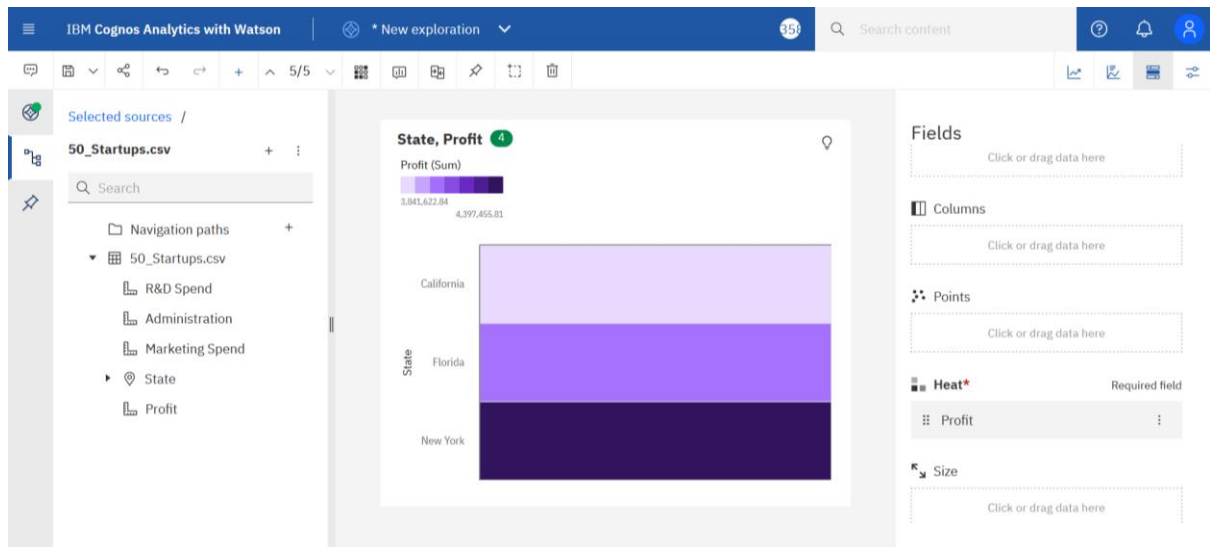 IBM Cognos Analytics with Watson
* New exploration
Search content
5/5
Selected sources /
50_Startups.csv
Search
Navigation paths
50_Startups.csv
R&D Spend
Administration
Marketing Spend
State
Profit
State, Profit 4
Profit (Sum)
3,841,622.84
4,397,455.81
California
Florida
New York
State
Fields
Click or drag data here
Columns
Click or drag data here
Points
Click or drag data here
Heat* Required field
Profit
Size
Click or drag data here